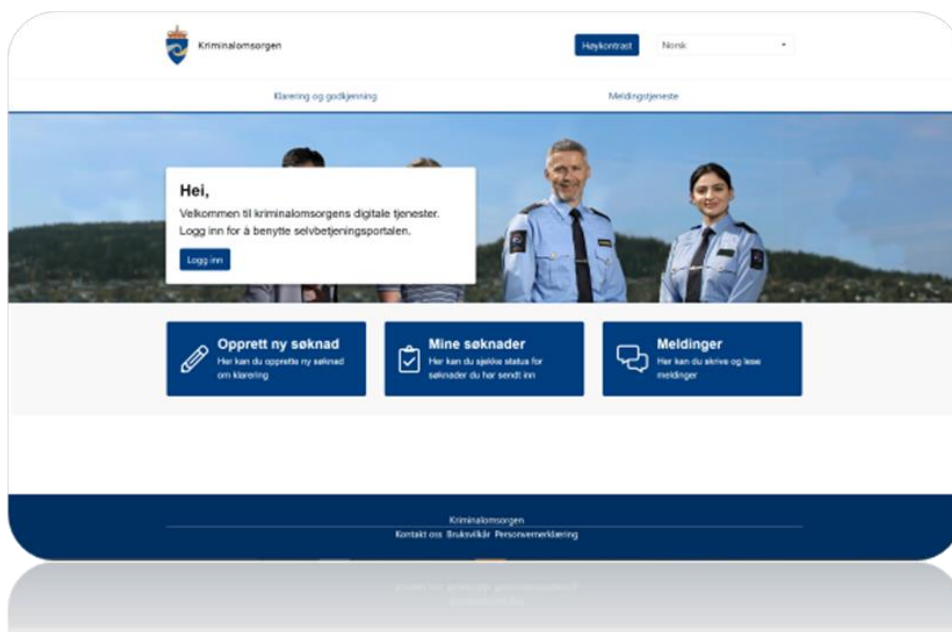 Kriminalomsorgen
Høykontrast
Norsk
Klarering og godkjenning
Meldingstjeneste
Hei,
Velkommen til kriminalomsorgens digitale tjenester.
Logg inn for å benytte selvbetjeningsportalen.
Logg inn
Opprett ny søknad
Her kan du opprette ny søknad
om klarering
Mine søknader
Her kan du sjekke status for
søknader du har sendt inn
Meldinger
Her kan du skrive og lese
meldinger
Kriminalomsorgen
Kontakt oss Bruksvilkår Personvernerklæring